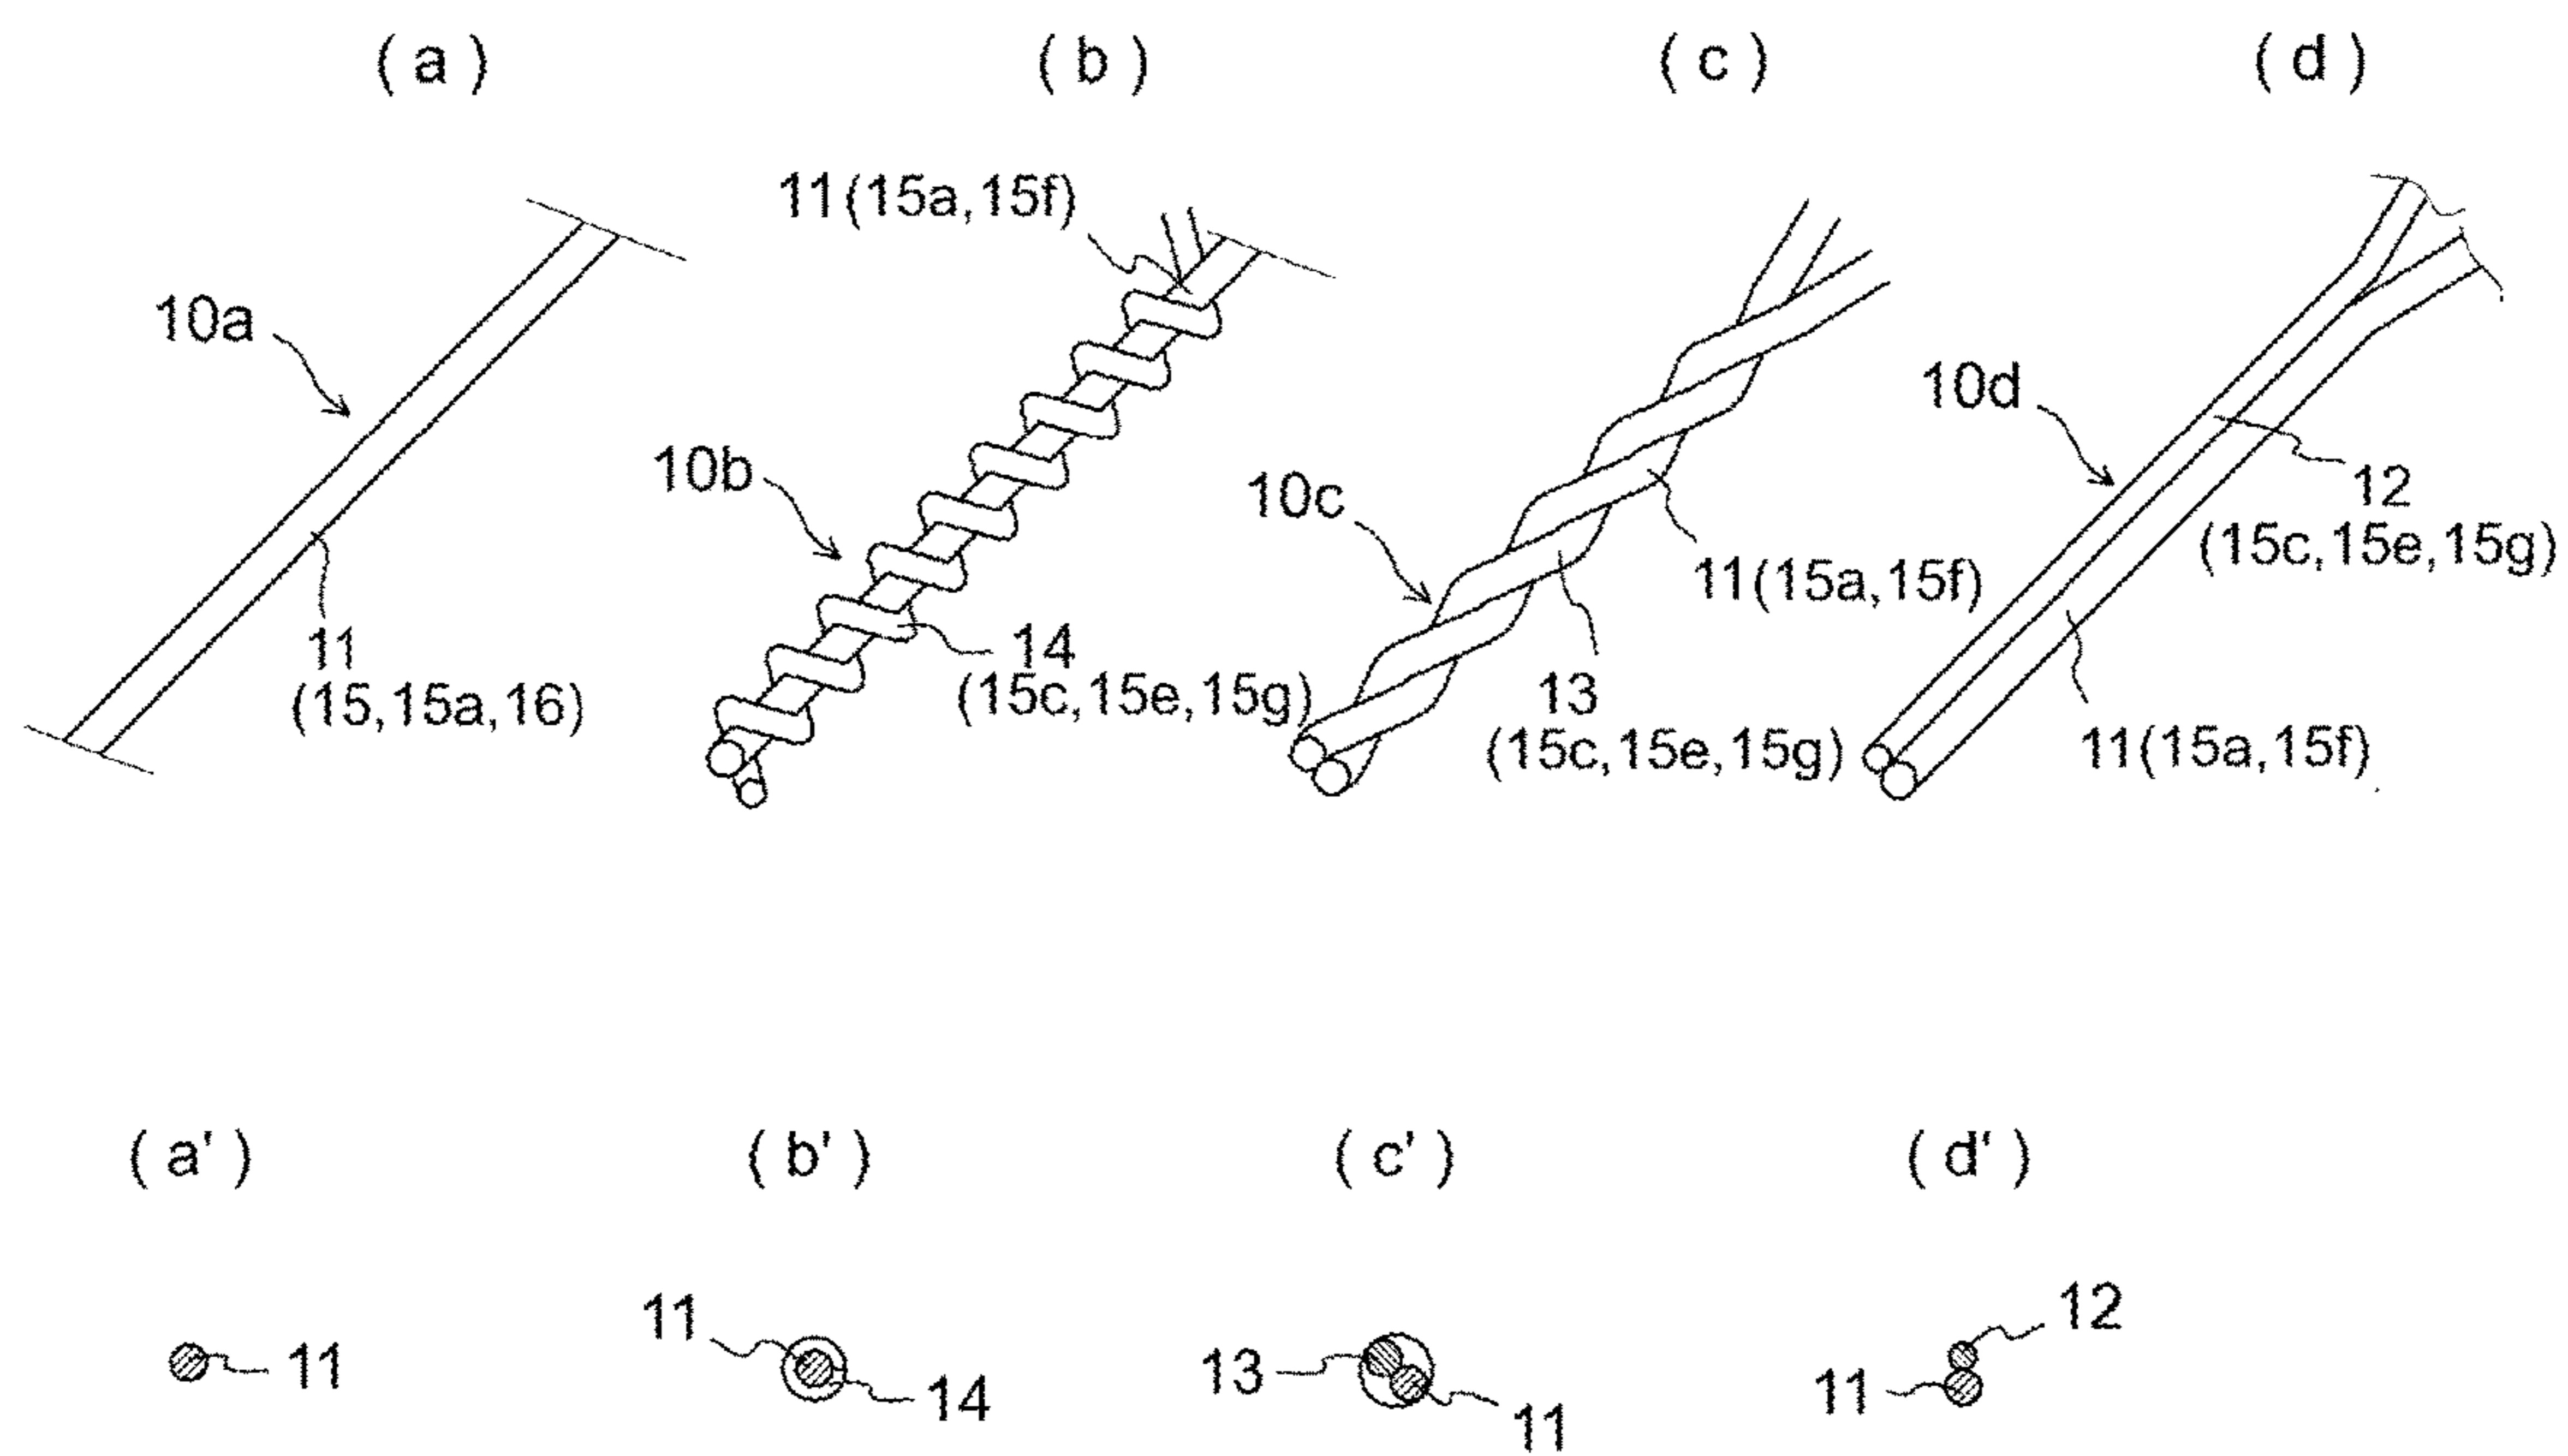 ( a )
( b )
( c )
( d )
11(15a,15f)
10a
10b
10c
10d
12
(15c,15e,15g)
11
(15,15a,16)
14
(15c,15e,15g)
11(15a,15f)
13
(15c,15e,15g)
11(15a,15f)
( a' )
( b' )
( c' )
( d' )
11
11
14
13
11
12
11